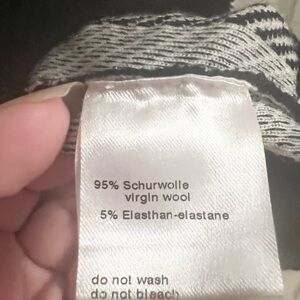 95% Schurwolle
virgin wool
5% Elasthan-elastane
do not wash
do not bleach